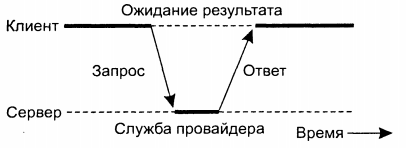 Ожидание результата
Клиент
Запрос
Ответ
Сервер
Служба провайдера
Время